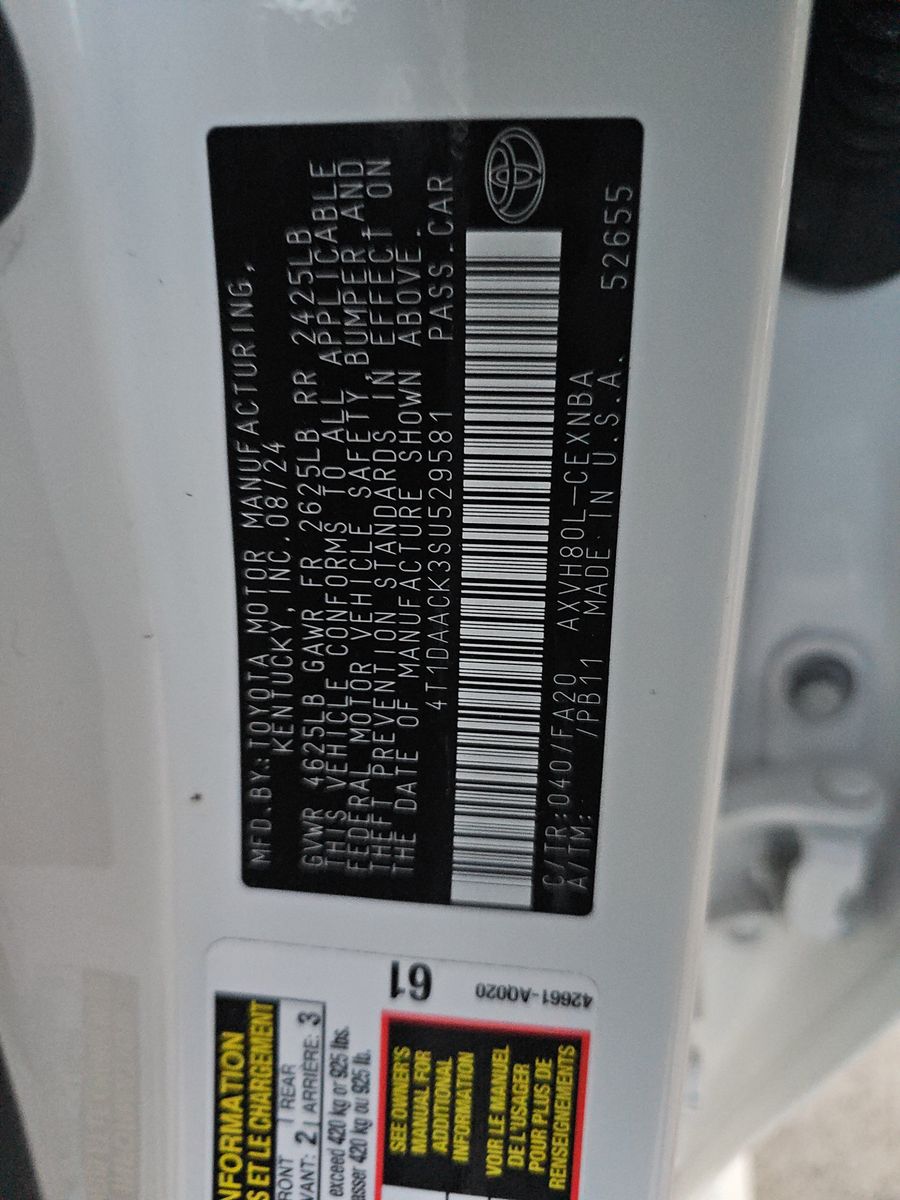 MFD.BY:TOYOTA MOTOR MANUFACTURING,
KENTUCKY, INC. 08/24
GVWR 4625LB GAWR FR 2625LB RR 2425LB
THIS VEHICLE CONFORMS TO ALL APPLICABLE
FEDERAL MOTOR VEHICLE SAFETY, BUMPER AND
THEFT PREVENTION STANDARDS IN EFFECT ON
THE DATE OF MANUFACTURE SHOWN ABOVE.
4T1DAACK3SU529581 PASS.CAR
C/TR:040/FA20 AXVH80L-CEXNBA
A/TM: /PB11 MADE IN U.S.A. 52655
NFORMATION
S ET LE CHARGEMENT
RONT REAR
VANT: 2 ARRIÈRE: 3
exceed 420 kg or 925 lbs.
asser 420 kg ou 925 lb.
61
SEE OWNER'S
MANUAL FOR
ADDITIONAL
INFORMATION
VOIR LE MANUEL
DE L'USAGER
POUR PLUS DE
RENSEIGNEMENTS
42661-A0020